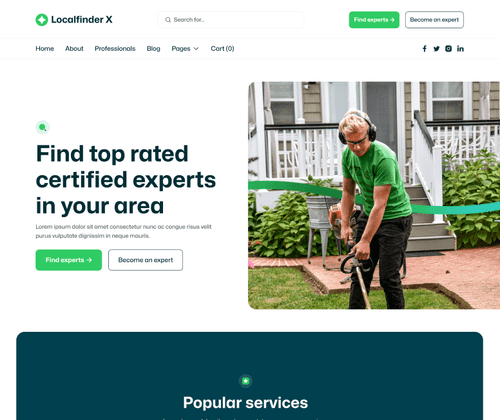 Localfinder X
Search for...
Find experts →
Become an expert
Home
About
Professionals
Blog
Pages
Cart (0)
Find top rated
certified experts
in your area
Lorem ipsum dolor sit amet consectetur nunc ac congue risus velit
purus vulputate dignissim in neque mauris.
Find experts →
Become an expert
Popular services